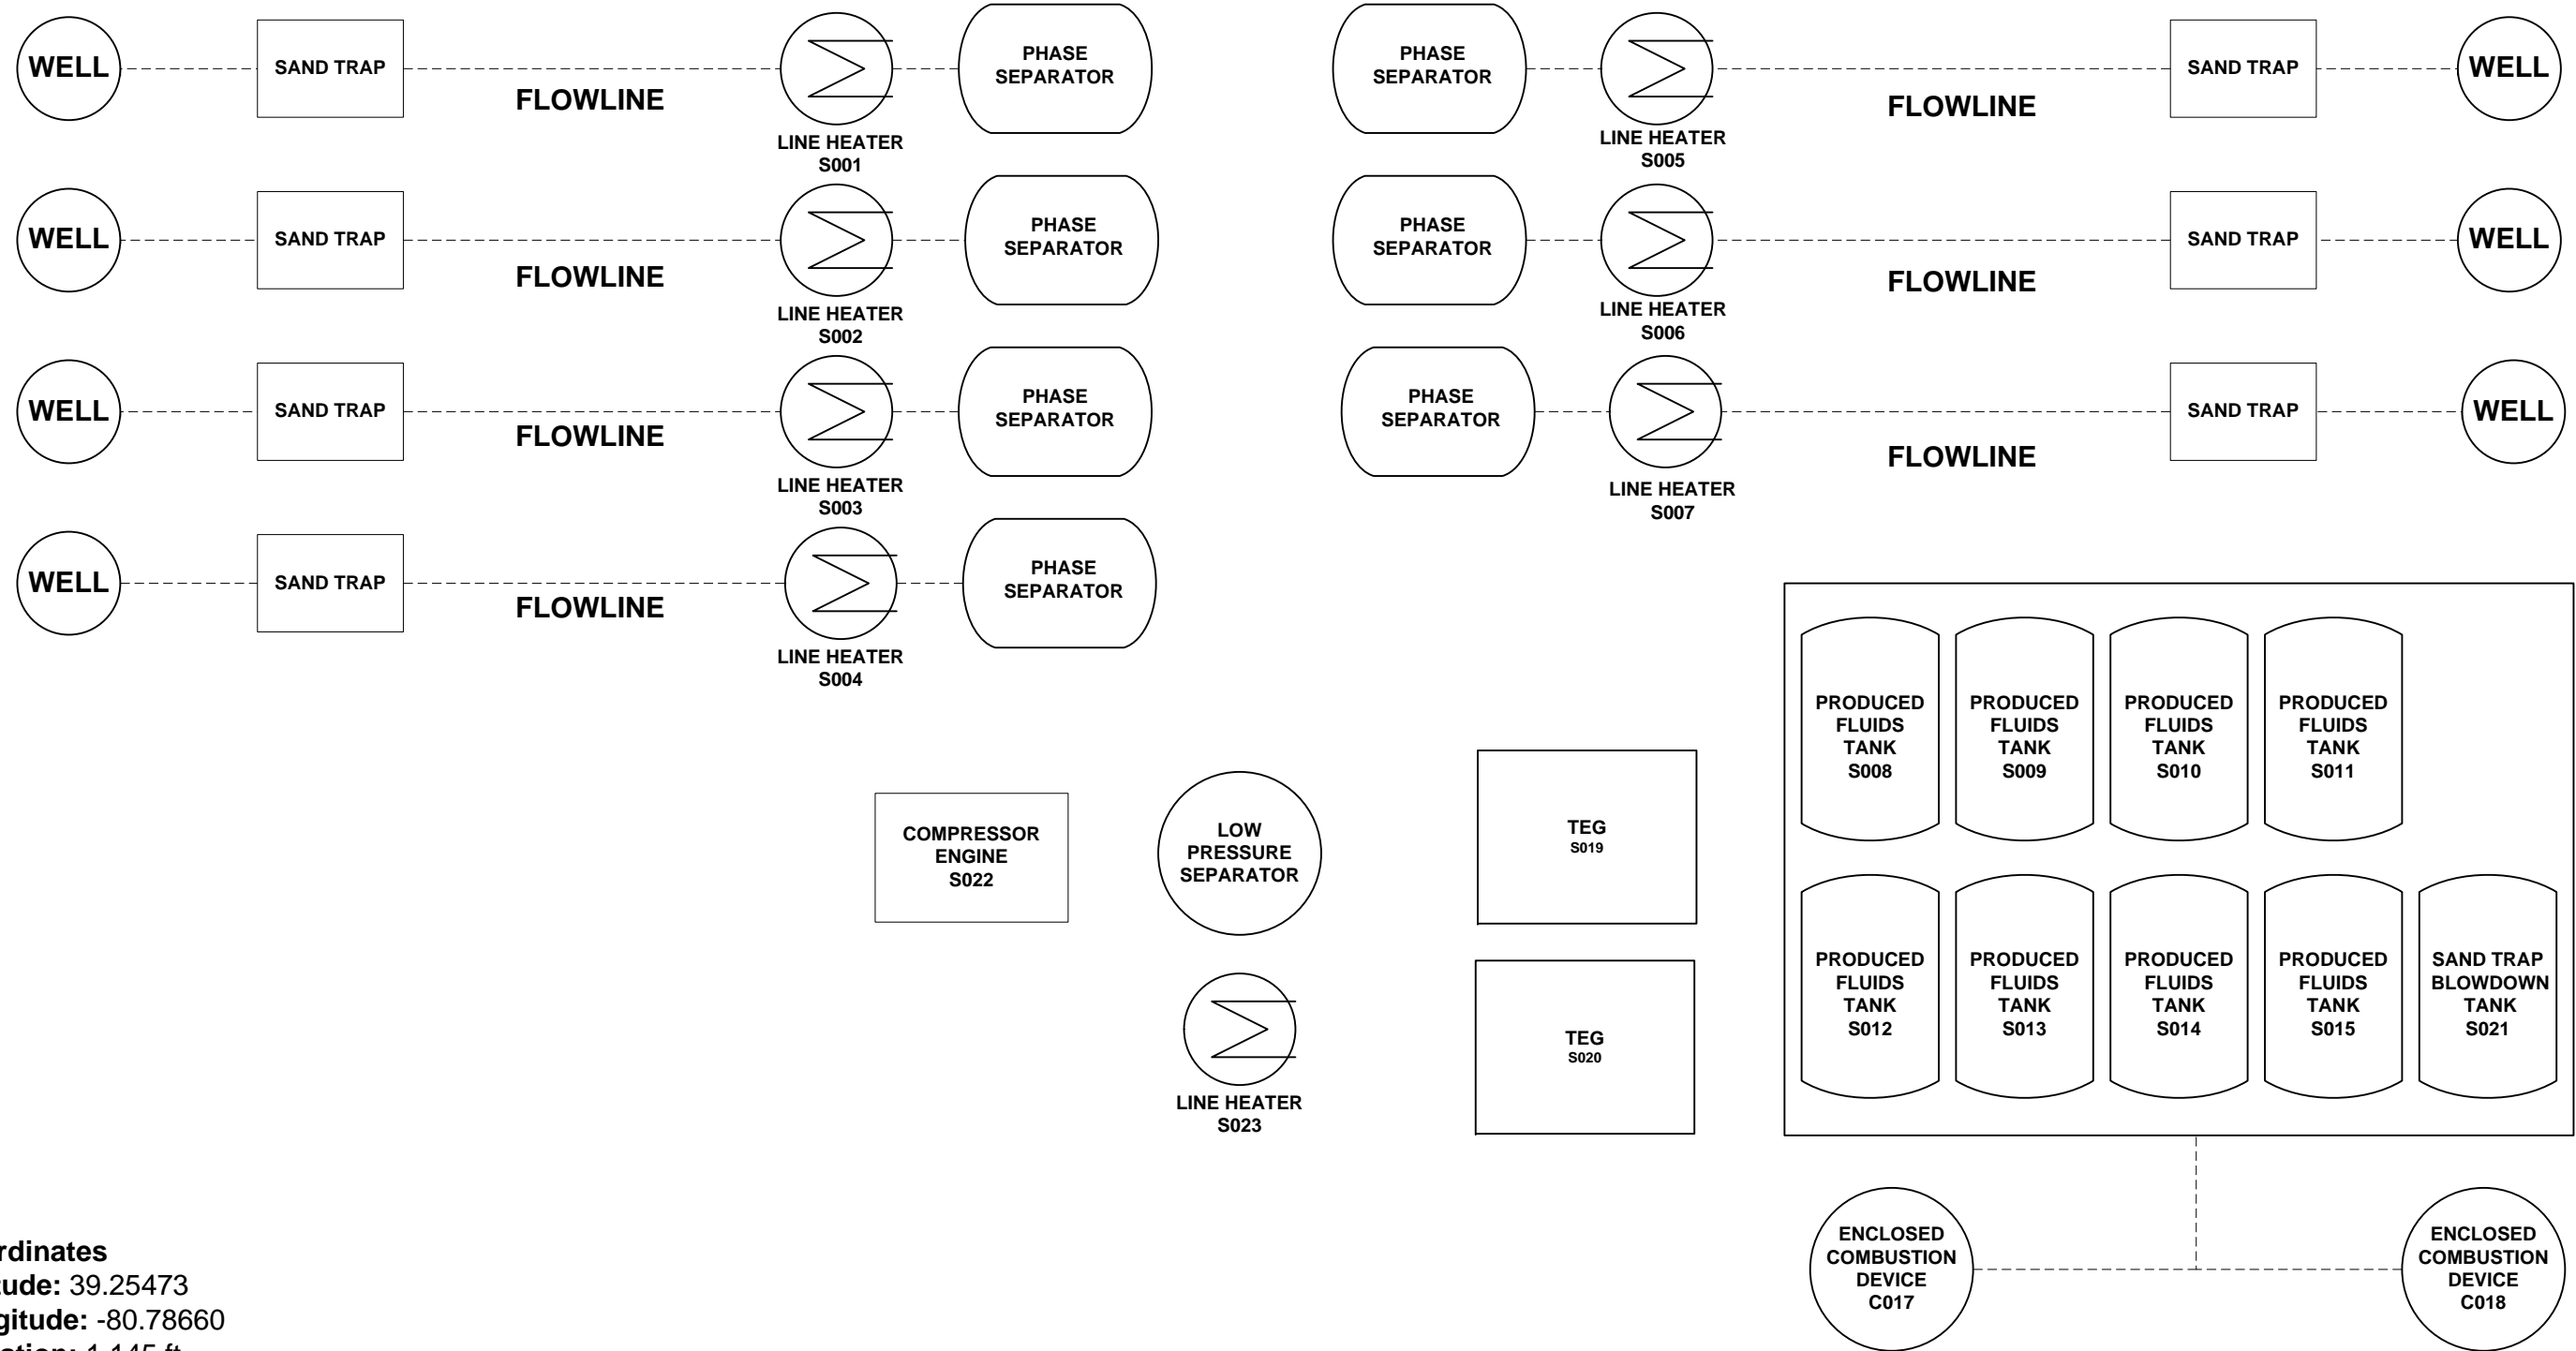 WELL
SAND TRAP
FLOWLINE
LINE HEATER
S001
PHASE
SEPARATOR
PHASE
SEPARATOR
LINE HEATER
S005
FLOWLINE
SAND TRAP
WELL
WELL
SAND TRAP
FLOWLINE
LINE HEATER
S002
PHASE
SEPARATOR
PHASE
SEPARATOR
LINE HEATER
S006
FLOWLINE
SAND TRAP
WELL
WELL
SAND TRAP
FLOWLINE
LINE HEATER
S003
PHASE
SEPARATOR
PHASE
SEPARATOR
LINE HEATER
S007
FLOWLINE
SAND TRAP
WELL
WELL
SAND TRAP
FLOWLINE
LINE HEATER
S004
PHASE
SEPARATOR
PRODUCED
FLUIDS
TANK
S008
PRODUCED
FLUIDS
TANK
S009
PRODUCED
FLUIDS
TANK
S010
PRODUCED
FLUIDS
TANK
S011
COMPRESSOR
ENGINE
S022
LOW
PRESSURE
SEPARATOR
TEG
S019
PRODUCED
FLUIDS
TANK
S012
PRODUCED
FLUIDS
TANK
S013
PRODUCED
FLUIDS
TANK
S014
PRODUCED
FLUIDS
TANK
S015
SAND TRAP
BLOWDOWN
TANK
S021
LINE HEATER
S023
TEG
S020
ENCLOSED
COMBUSTION
DEVICE
C017
ENCLOSED
COMBUSTION
DEVICE
C018
rdinates
tude: 39.25473
gitude: -80.78660
ation: 1,145 ft